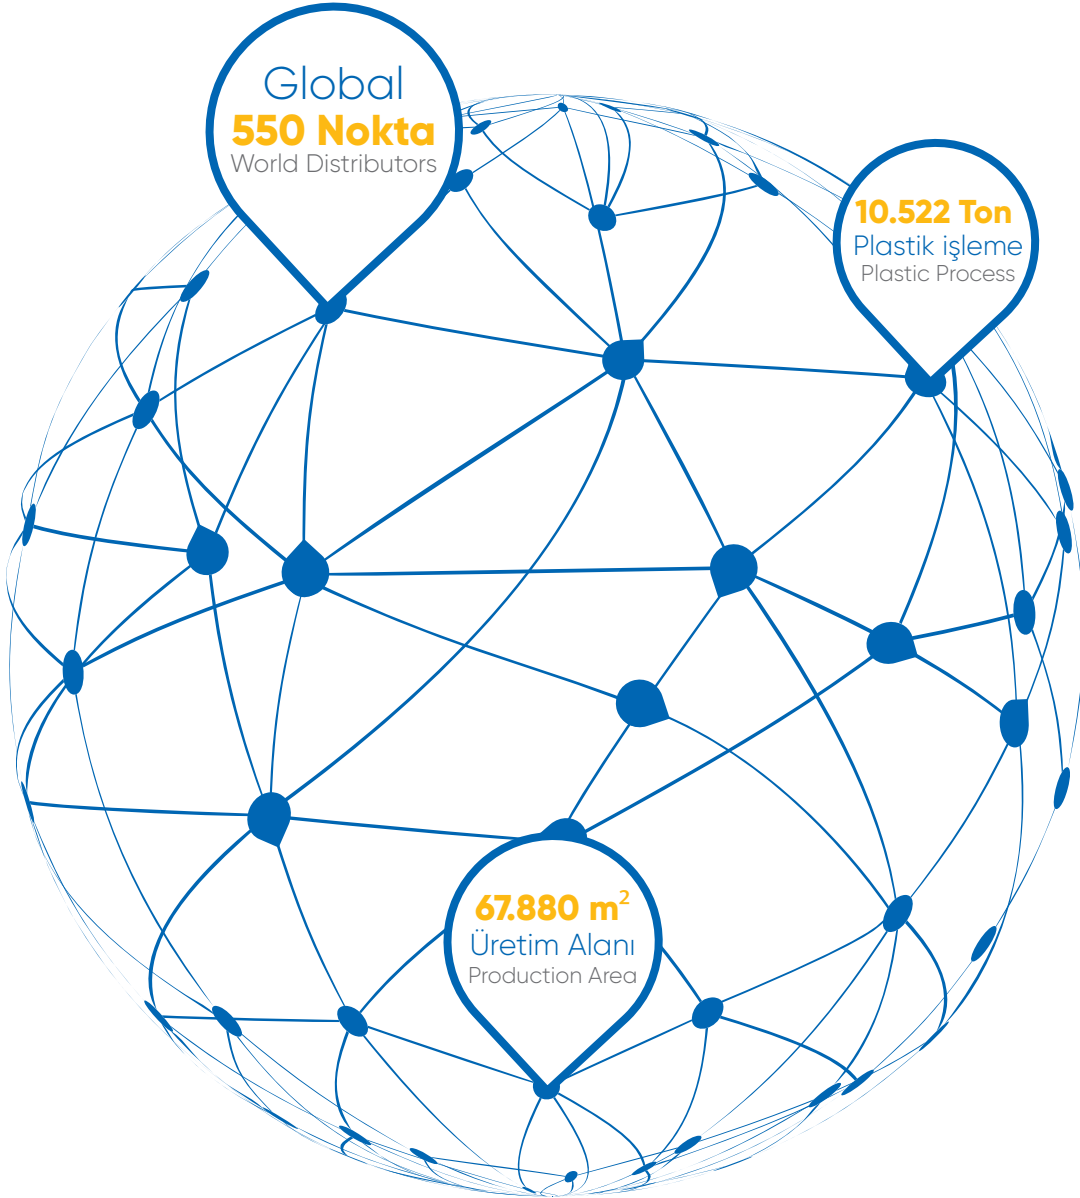 Global
550 Nokta
World Distributors
10.522 Ton
Plastik işleme
Plastic Process
67.880 m²
Üretim Alanı
Production Area